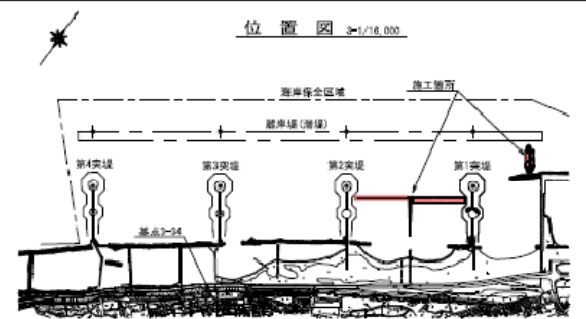 位置図 S=1/16,000
施工箇所
海岸保全区域
離岸堤(潜堤)
第4突堤
第3突堤
第2突堤
第1突堤
基点3-34